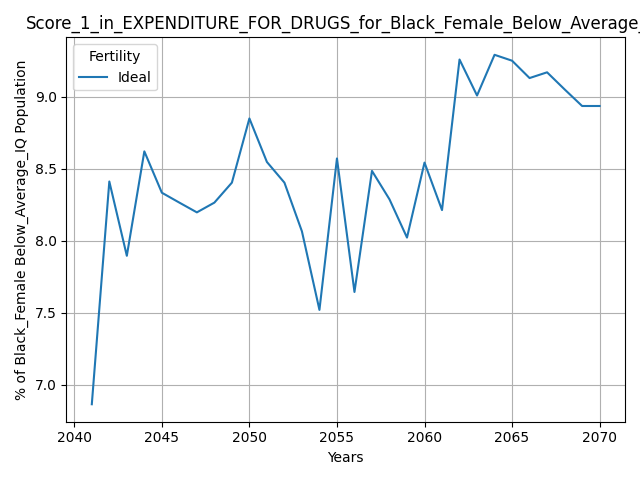 Score_1_in_EXPENDITURE_FOR_DRUGS_for_Black_Female_Below_Average_
Fertility
Ideal
% of Black_Female Below_Average_IQ Population
9.0
8.5
8.0
7.5
7.0
2040 2045 2050 2055 2060 2065 2070
Years